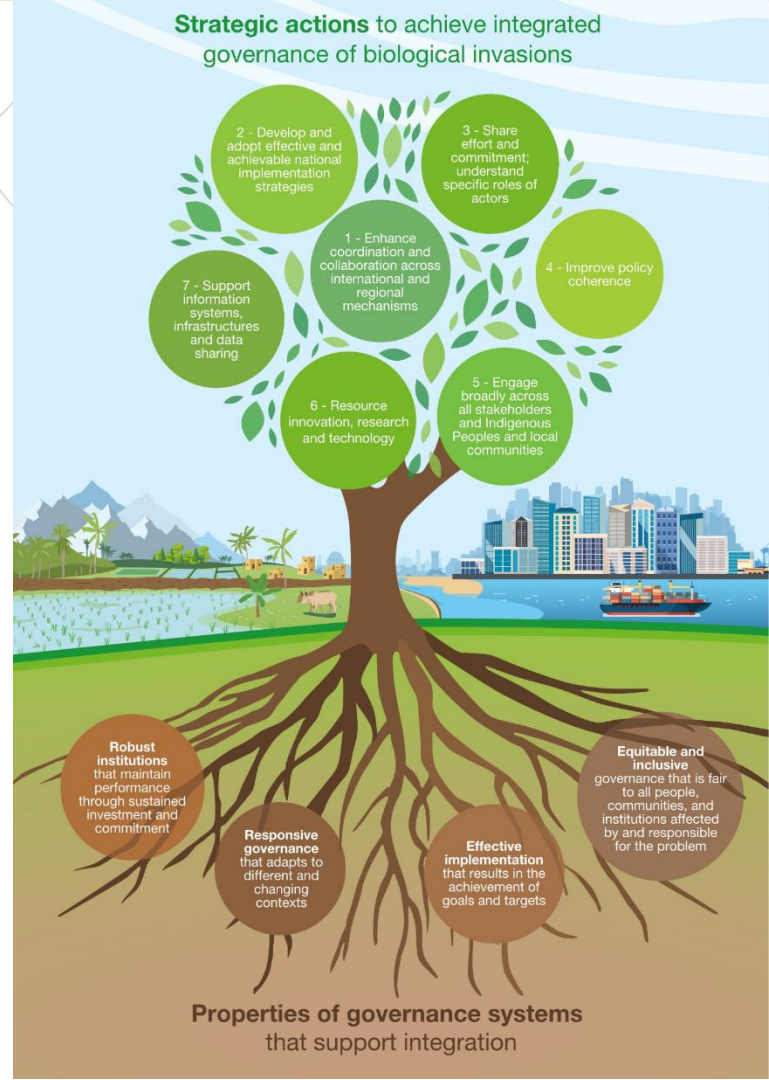 Strategic actions to achieve integrated
governance of biological invasions
2 - Develop and
adopt effective and
achievable national
implementation
strategies
3 - Share
effort and
commitment;
understand
specific roles of
actors
1 - Enhance
coordination and
collaboration across
international and
regional
mechanisms
4 - Improve policy
coherence
7 - Support
information
systems,
infrastructures
and data
sharing
6 - Resource
innovation, research
and technology
5 - Engage
broadly across
all stakeholders
and Indigenous
Peoples and local
communities
Robust
institutions
that maintain
performance
through sustained
investment and
commitment
Responsive
governance
that adapts to
different and
changing
contexts
Effective
implementation
that results in the
achievement of
goals and targets
Equitable and
inclusive
governance that is fair
to all people,
communities, and
institutions affected
by and responsible
for the problem
Properties of governance systems
that support integration